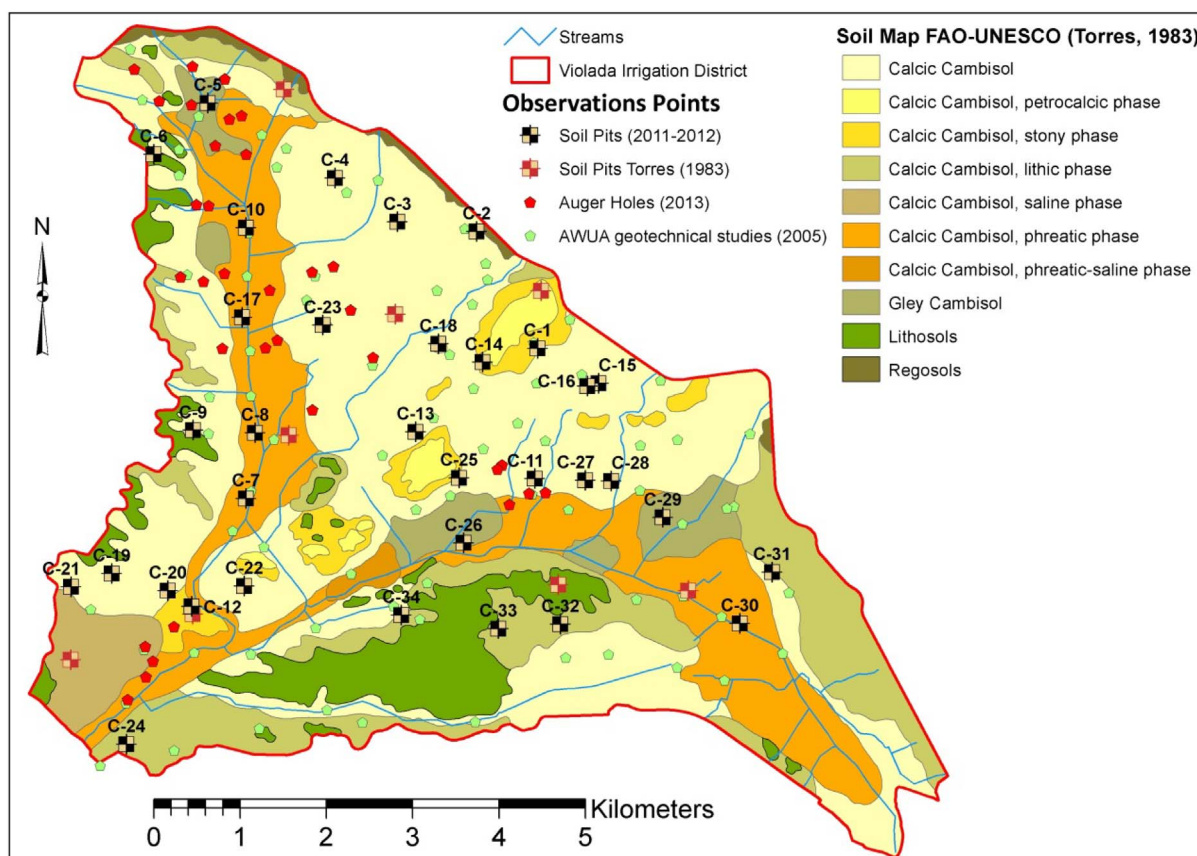 Streams
Violada Irrigation District
Observations Points
Soil Pits (2011-2012)
Soil Pits Torres (1983)
Auger Holes (2013)
AWUA geotechnical studies (2005)
Soil Map FAO-UNESCO (Torres, 1983)
Calcic Cambisol
Calcic Cambisol, petrocalcic phase
Calcic Cambisol, stony phase
Calcic Cambisol, lithic phase
Calcic Cambisol, saline phase
Calcic Cambisol, phreatic phase
Calcic Cambisol, phreatic-saline phase
Gley Cambisol
Lithosols
Regosols
N
C-5
C-6
C-4
C-3
C-2
C-10
C-17
C-23
C-18
C-14
C-1
C-15
C-16
C-9
C-8
C-13
C-25
C-11
C-27
C-28
C-7
C-29
C-26
C-31
C-19
C-21
C-20
C-22
C-12
C-34
C-33
C-32
C-30
C-24
Kilometers
0 1 2 3 4 5